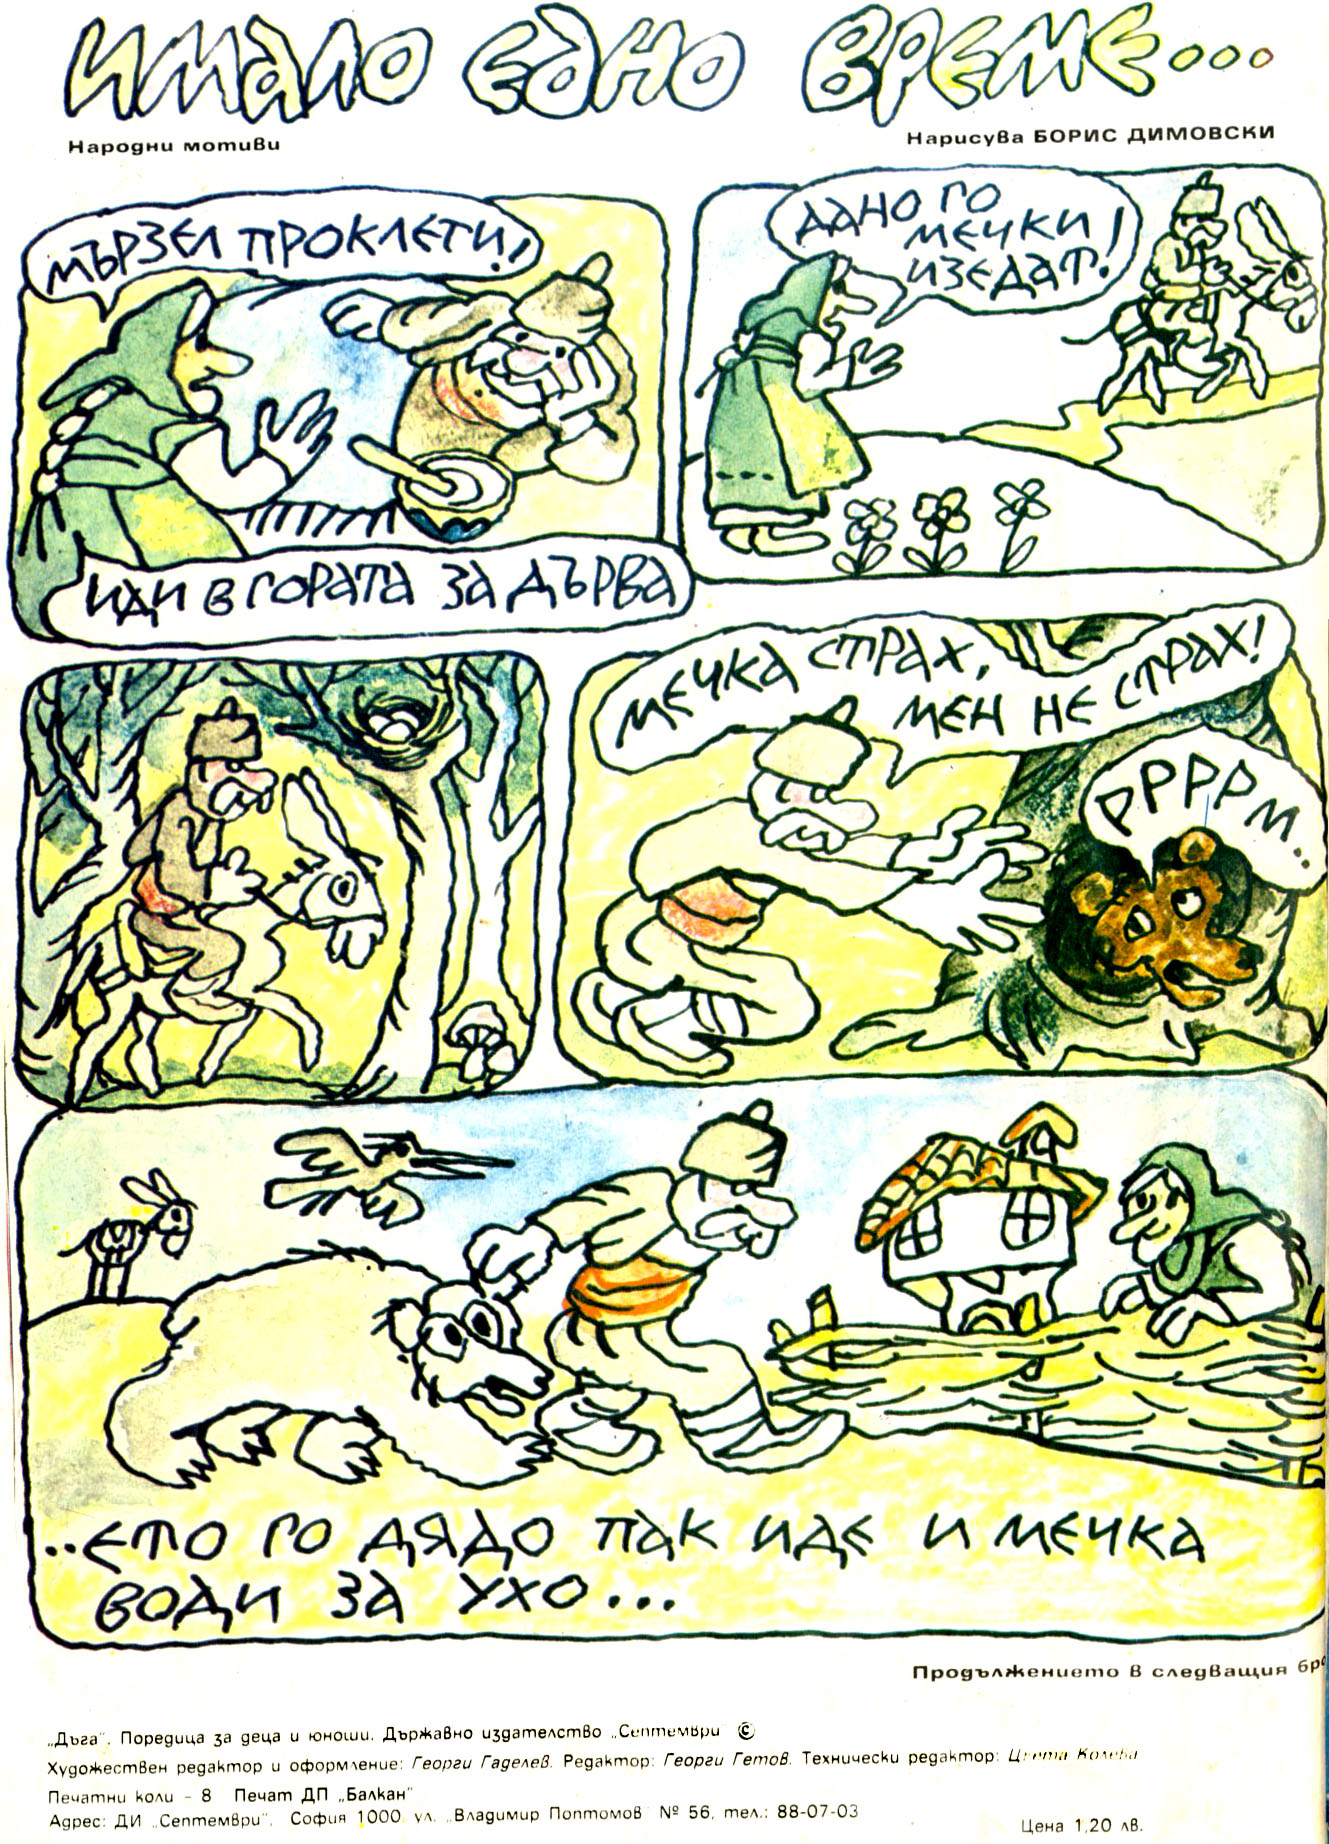 ИМАЛО ЕДНО ВРЕМЕ...
Народни мотиви
Нарисува БОРИС ДИМОВСКИ
МЪРЗЕЛ ПРОКЛЕТИ!
ИДИ В ГОРАТА ЗА ДЪРВА
ДАНО ГО
МЕЧКИ
ИЗЕДАТ!
МЕЧКА СТРАХ,
МЕН НЕ СТРАХ!
РРРРМ..
..ЕТО ГО ДЯДО ПАК ИДЕ И МЕЧКА
ВОДИ ЗА УХО...
Продължението в следващия бро
„Дъга". Поредица за деца и юноши. Държавно издателство „Септември" ©
Художествен редактор и оформление: Георги Гаделев. Редактор: Георги Гетов. Технически редактор: Цвета Колева
Печатни коли - 8 Печат ДП „Балкан"
Адрес: ДИ „Септември", София 1000 ул. „Владимир Поптомов" № 56, тел.: 88-07-03
Цена 1,20 лв.